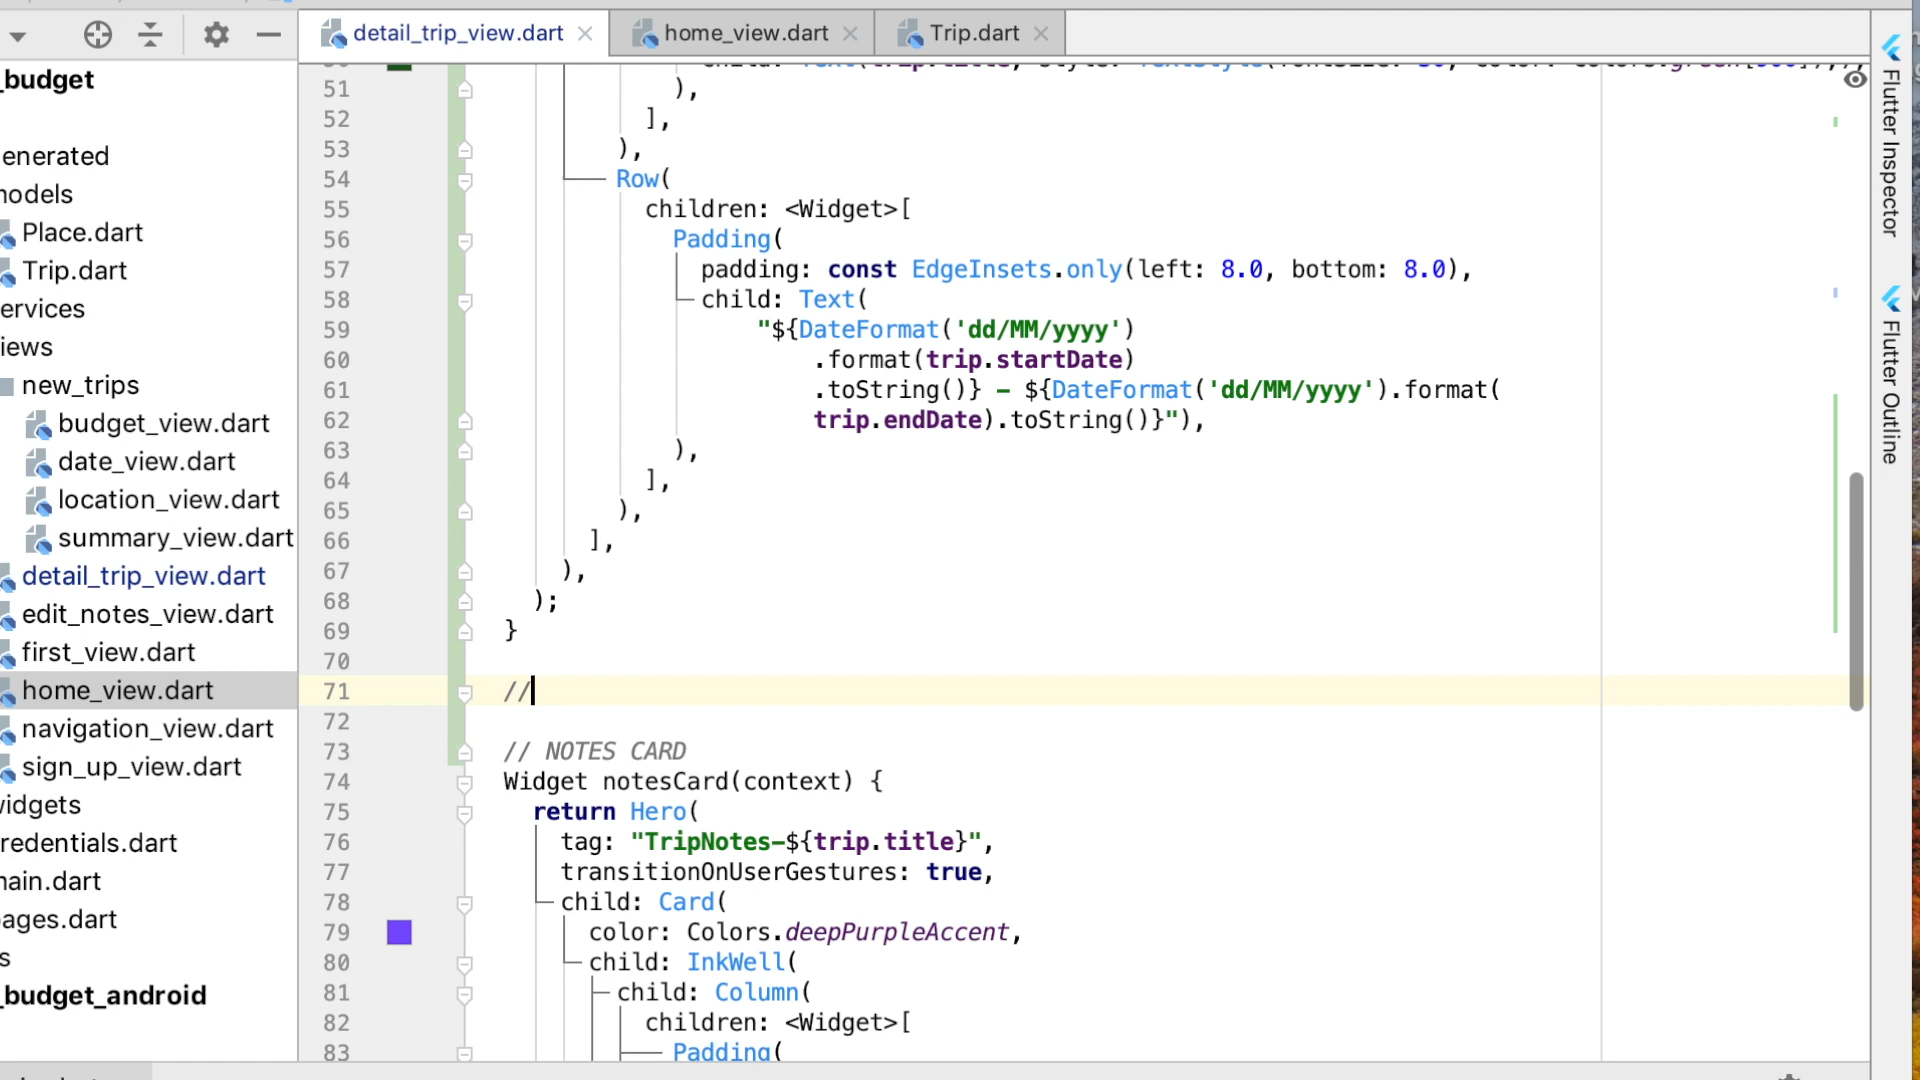 detail_trip_view.dart
home_view.dart
Trip.dart
_budget
enerated
models
Place.dart
Trip.dart
ervices
iews
new_trips
budget_view.dart
date_view.dart
location_view.dart
summary_view.dart
detail_trip_view.dart
edit_notes_view.dart
first_view.dart
home_view.dart
navigation_view.dart
sign_up_view.dart
widgets
redentials.dart
main.dart
pages.dart
s
_budget_android
51 ),
52 ],
53 ),
54 Row(
55 children: <Widget>[
56 Padding(
57 padding: const EdgeInsets.only(left: 8.0, bottom: 8.0),
58 child: Text(
59 "${DateFormat('dd/MM/yyyy')
60 .format(trip.startDate)
61 .toString()} - ${DateFormat('dd/MM/yyyy').format(
62 trip.endDate).toString()}"),
63 ),
64 ],
65 ),
66 ],
67 ),
68 );
69 }
70
71 //
72
73 // NOTES CARD
74 Widget notesCard(context) {
75 return Hero(
76 tag: "TripNotes-${trip.title}",
77 transitionOnUserGestures: true,
78 child: Card(
79 color: Colors.deepPurpleAccent,
80 child: InkWell(
81 child: Column(
82 children: <Widget>[
83 Padding(
Flutter Inspector
Flutter Outline